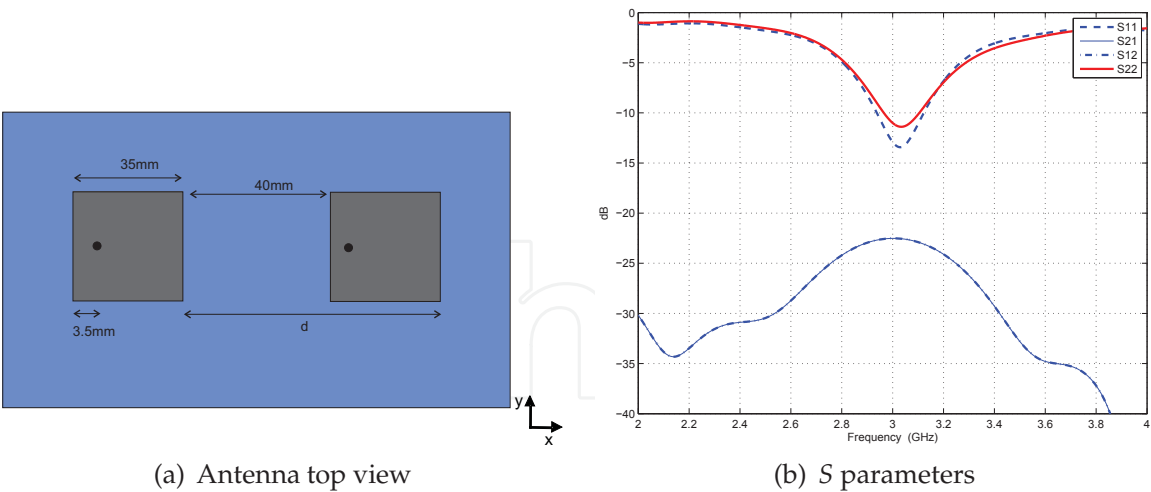 35mm
40mm
3.5mm
d
y
x
(a) Antenna top view
0
−5
−10
−15
−20
−25
−30
−35
−40
dB
2
2.2
2.4
2.6
2.8
3
3.2
3.4
3.6
3.8
4
Frequency (GHz)
S11
S21
S12
S22
(b) S parameters